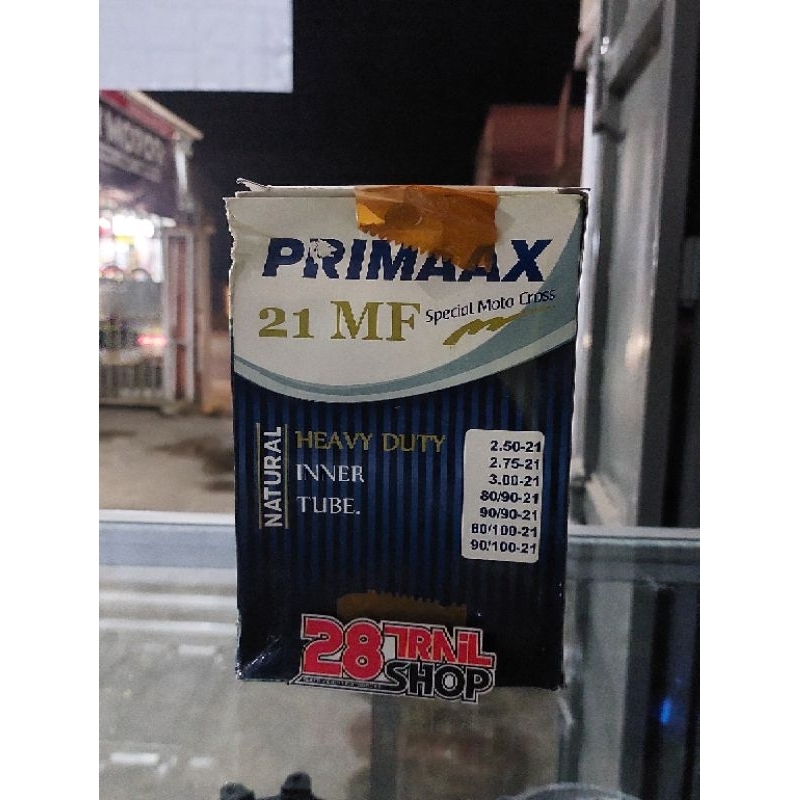 MOTOR
PRIMAAX
21 MF Special Moto Cross
NATURAL
HEAVY DUTY
INNER
TUBE.
2.50-21
2.75-21
3.00-21
80/90-21
90/90-21
80/100-21
90/100-21
28 TRAIL
SHOP